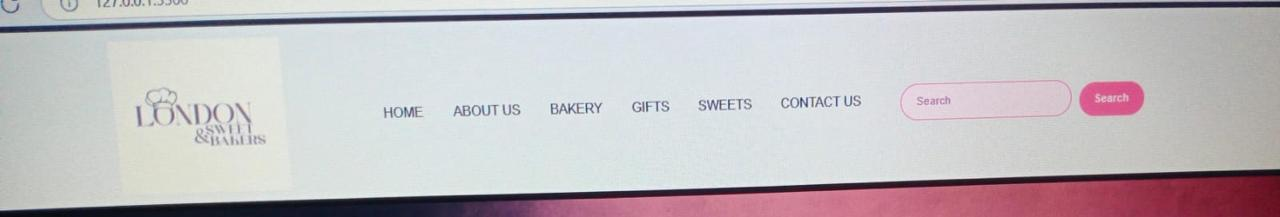 LONDON
&SWEET
&BAKERS
HOME ABOUT US BAKERY GIFTS SWEETS CONTACT US Search Search